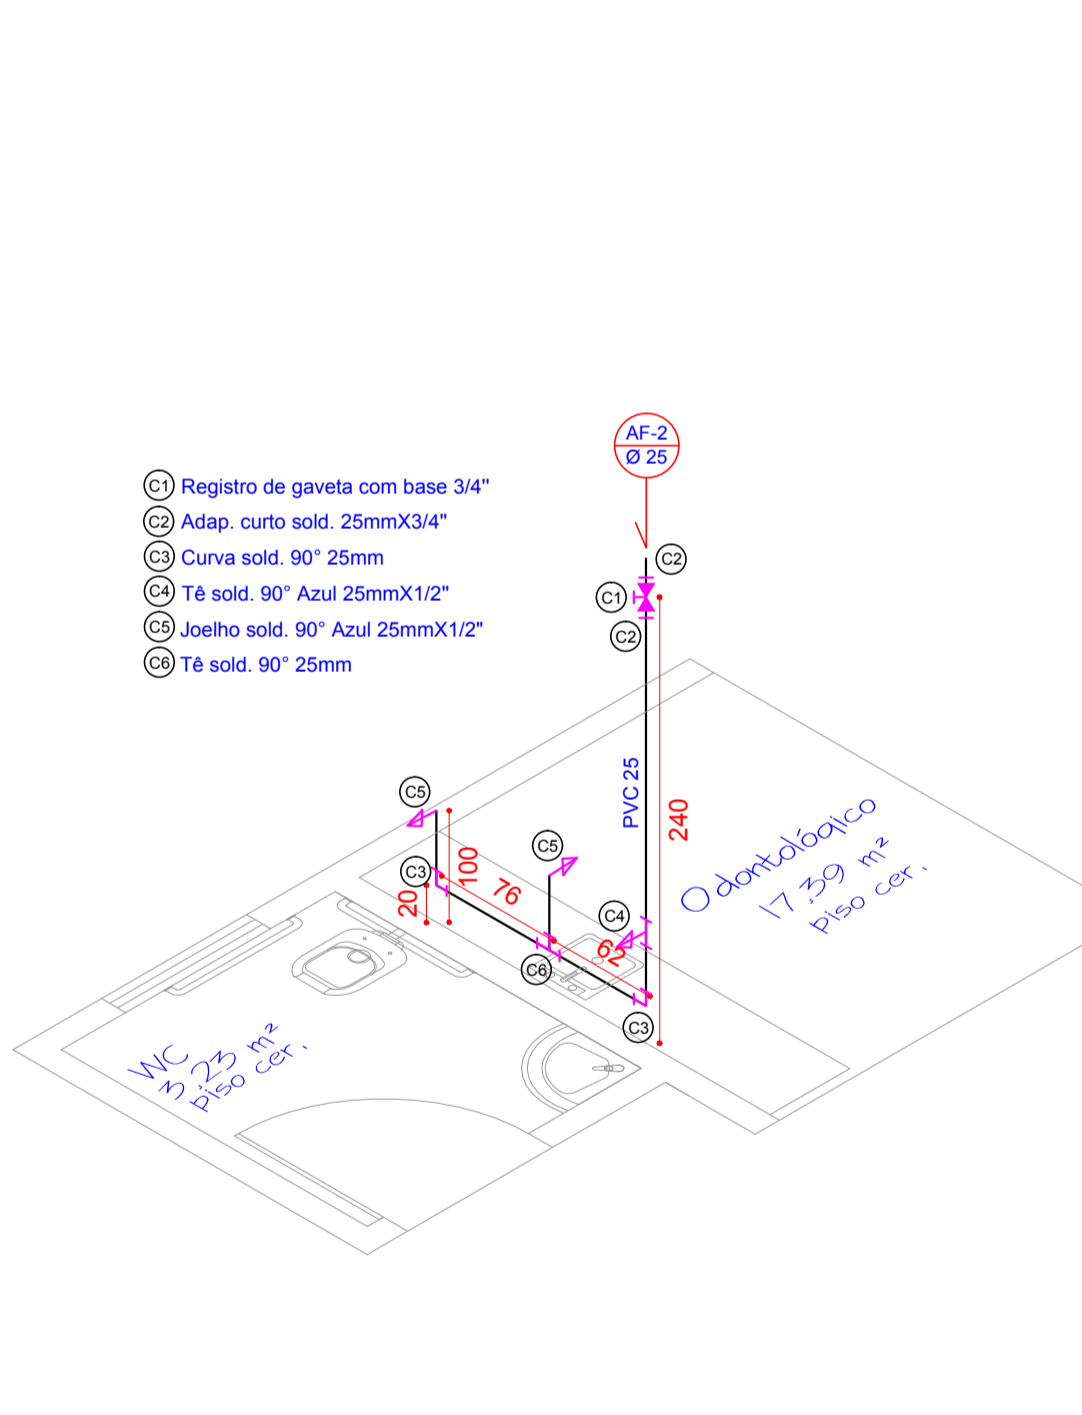 AF-2
Ø 25
C1 Registro de gaveta com base 3/4"
C2 Adap. curto sold. 25mmX3/4"
C3 Curva sold. 90° 25mm
C4 Tê sold. 90° Azul 25mmX1/2"
C5 Joelho sold. 90° Azul 25mmX1/2"
C6 Tê sold. 90° 25mm
C2
C1
C2
PVC 25
240
C5
C3
100
20
76
C5
C4
62
C6
C3
Odontológico
17,39 m²
piso cer.
WC
3,23 m²
piso cer.